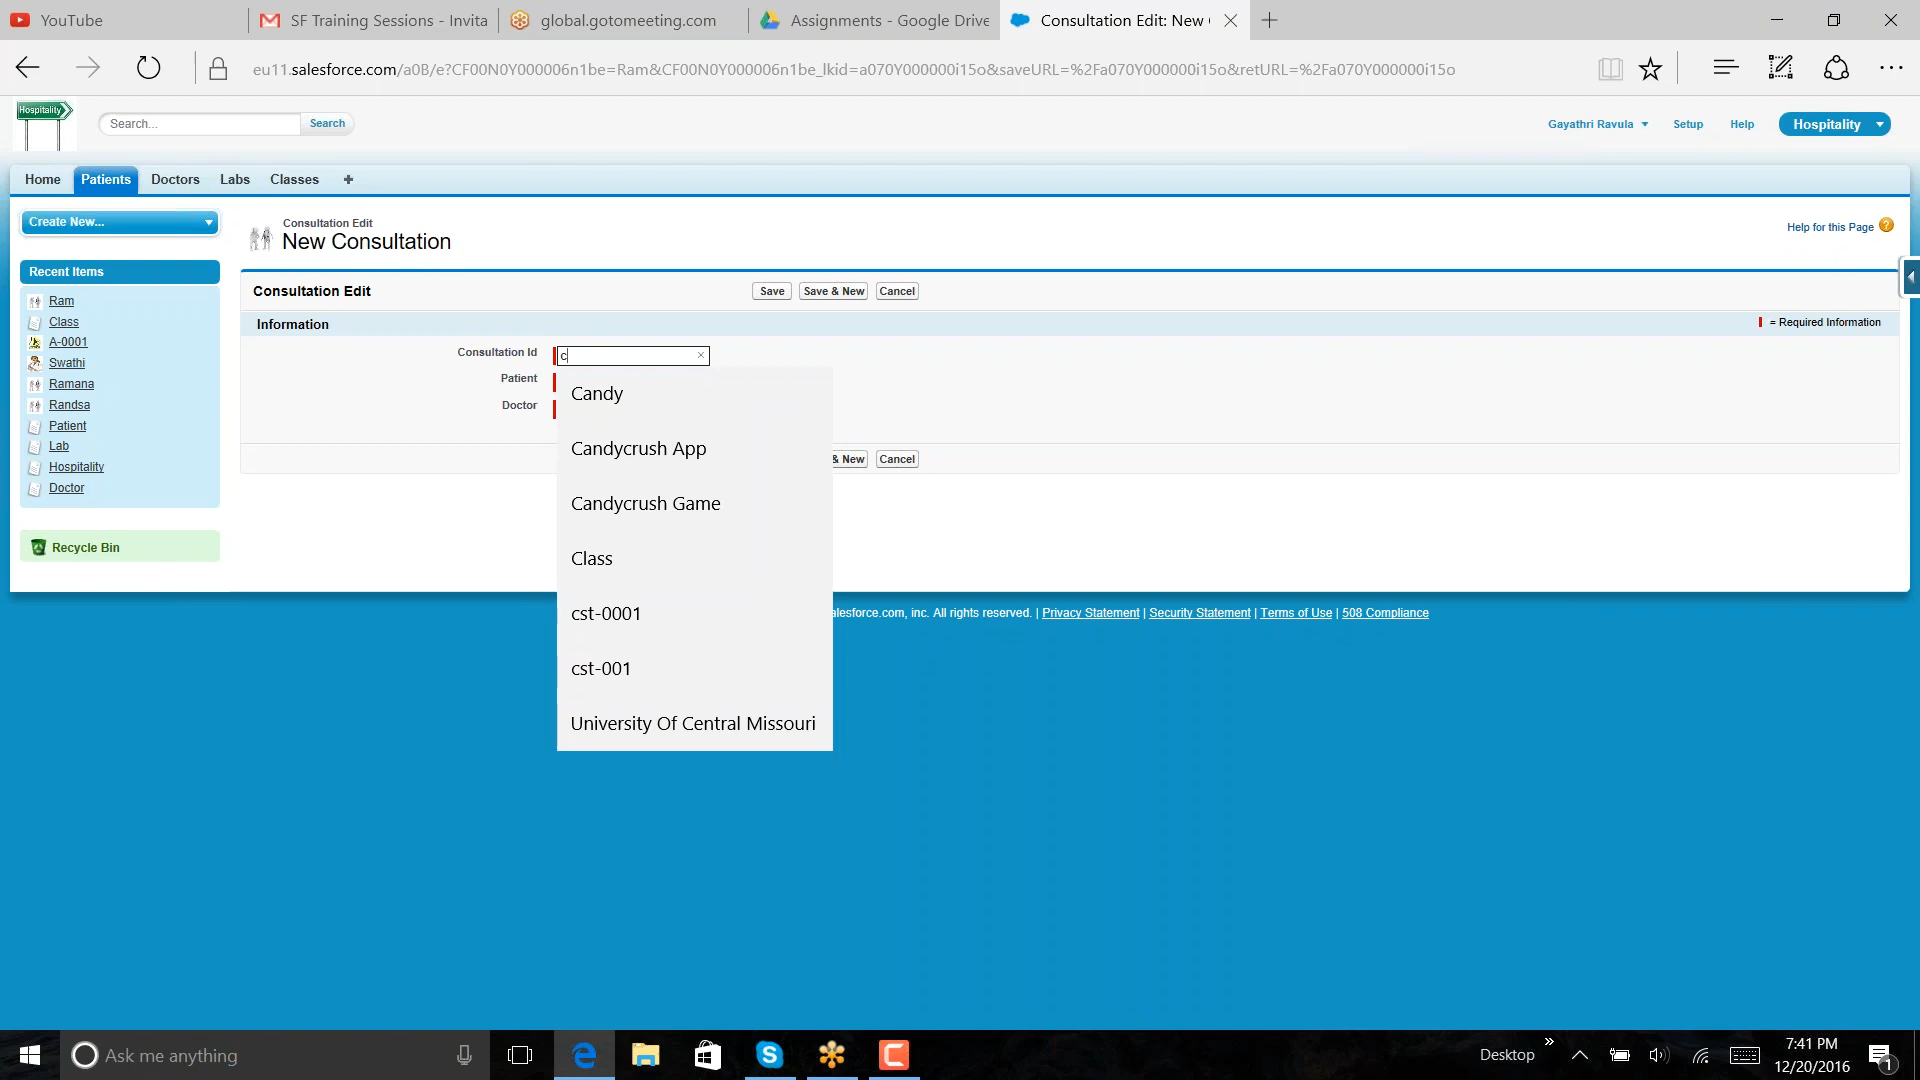 YouTube
SF Training Sessions - Invita
global.gotomeeting.com
Assignments - Google Drive
Consultation Edit: New
eu11.salesforce.com/a0B/e?CF00N0Y000006n1be=Ram&CF00N0Y000006n1be_lkid=a070Y000000i15o&saveURL=%2Fa070Y000000i15o&retURL=%2Fa070Y000000i15o
Hospitality
Search...
Search
Gayathri Ravula
Setup
Help
Hospitality
Home
Patients
Doctors
Labs
Classes
+
Create New...
Consultation Edit
New Consultation
Help for this Page ?
Recent Items
Ram
Class
A-0001
Swathi
Ramana
Randsa
Patient
Lab
Hospitality
Doctor
Recycle Bin
Consultation Edit
Save
Save & New
Cancel
Information
= Required Information
Consultation Id
c
Patient
Doctor
Candy
Candycrush App
Candycrush Game
Class
cst-0001
cst-001
University Of Central Missouri
& New
Cancel
alesforce.com, inc. All rights reserved. | Privacy Statement | Security Statement | Terms of Use | 508 Compliance
Ask me anything
Desktop
7:41 PM
12/20/2016
1